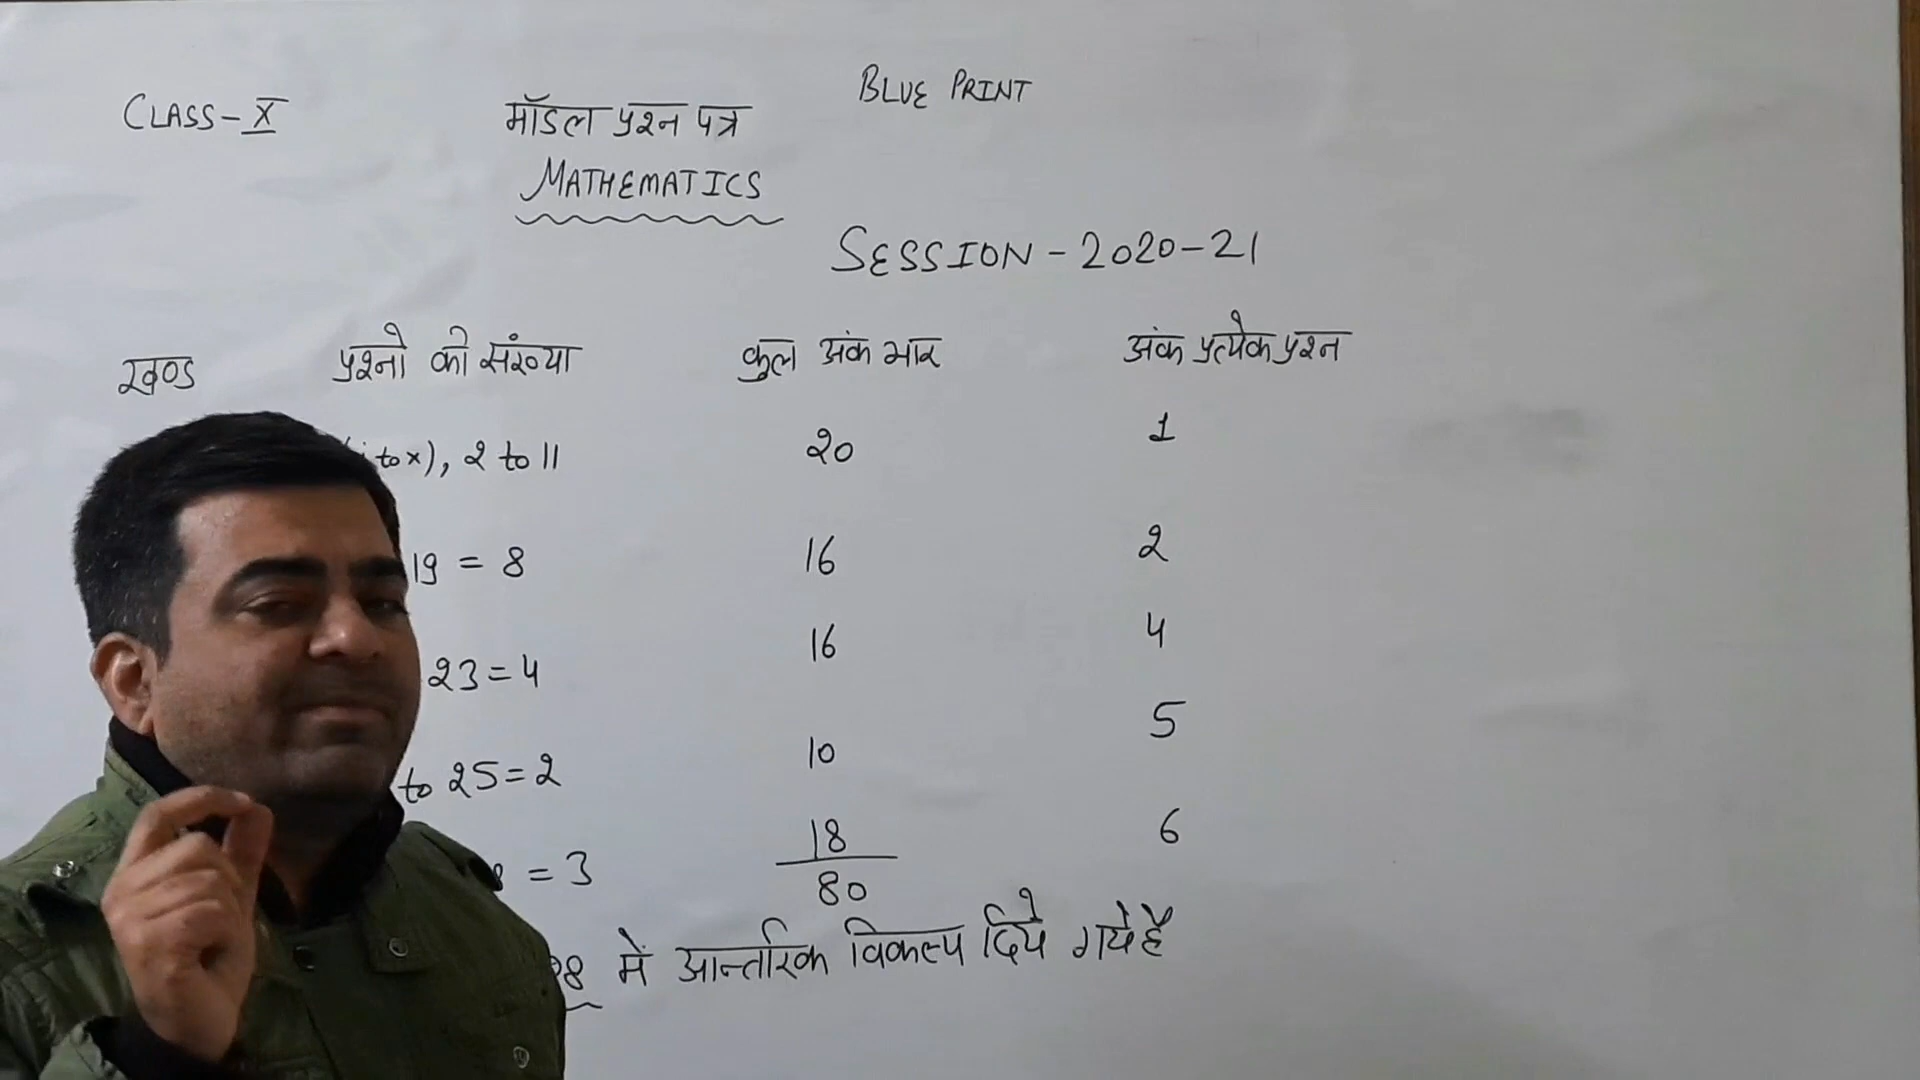 BLUE PRINT
CLASS-X मॉडल प्रश्न पत्र
MATHEMATICS
SESSION - 2020-21
खण्ड प्रश्नो की संख्या कुल अंक भार अंक प्रत्येक प्रश्न
to x), 2 to 11 20 1
19 = 8 16 2
23 = 4 16 4
to 25 = 2 10 5
= 3 18 6
80
में आन्तरिक विकल्प दिये गये है